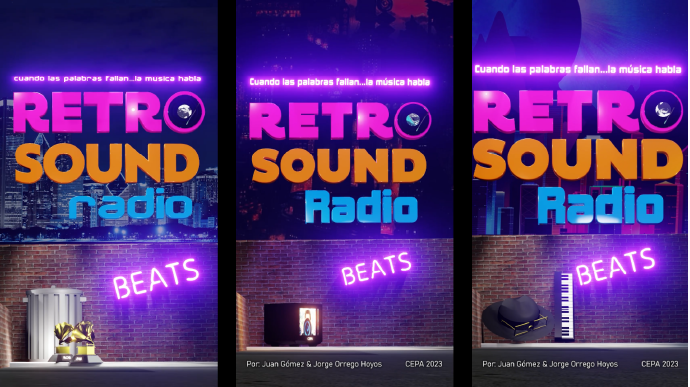 Cuando las palabras fallan...la musica habla
RETRO
SOUND
radio
BEATS
Cuando las palabras fallan...la música habla
RETRO
SOUND
Radio
BEATS
Por: Juan Gómez & Jorge Orrego Hoyos CEPA 2023
Cuando las palabras fallan...la música habla
RETRO
SOUND
Radio
BEATS
Por: Juan Gómez & Jorge Orrego Hoyos CEPA 2023